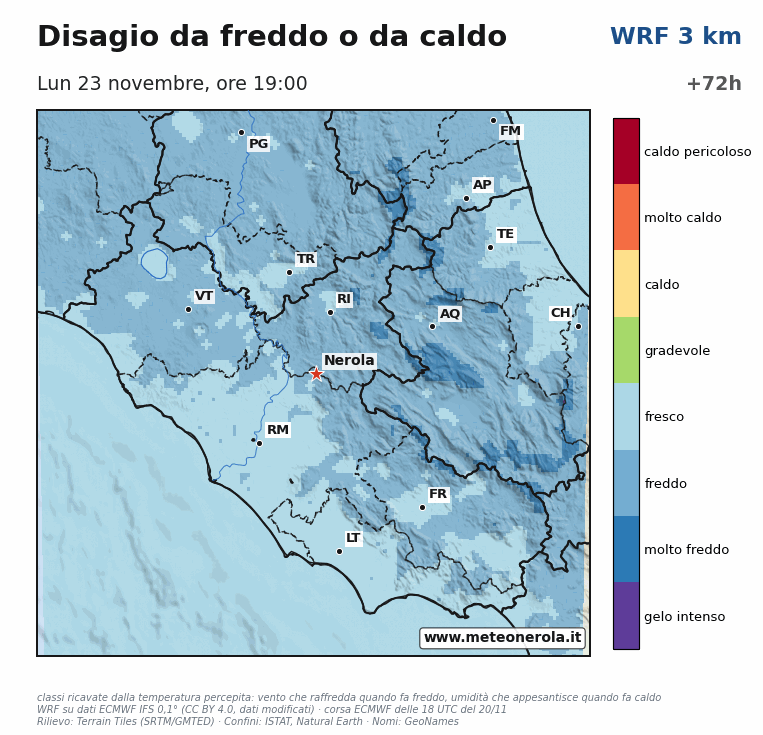 Disagio da freddo o da caldo
WRF 3 km
Lun 23 novembre, ore 19:00
+72h
FM
PG
AP
TE
TR
VT
RI
AQ
CH
Nerola
RM
FR
LT
www.meteonerola.it
caldo pericoloso
molto caldo
caldo
gradevole
fresco
freddo
molto freddo
gelo intenso
classi ricavate dalla temperatura percepita: vento che raffredda quando fa freddo, umidità che appesantisce quando fa caldo
WRF su dati ECMWF IFS 0,1° (CC BY 4.0, dati modificati) · corsa ECMWF delle 18 UTC del 20/11
Rilievo: Terrain Tiles (SRTM/GMTED) · Confini: ISTAT, Natural Earth · Nomi: GeoNames